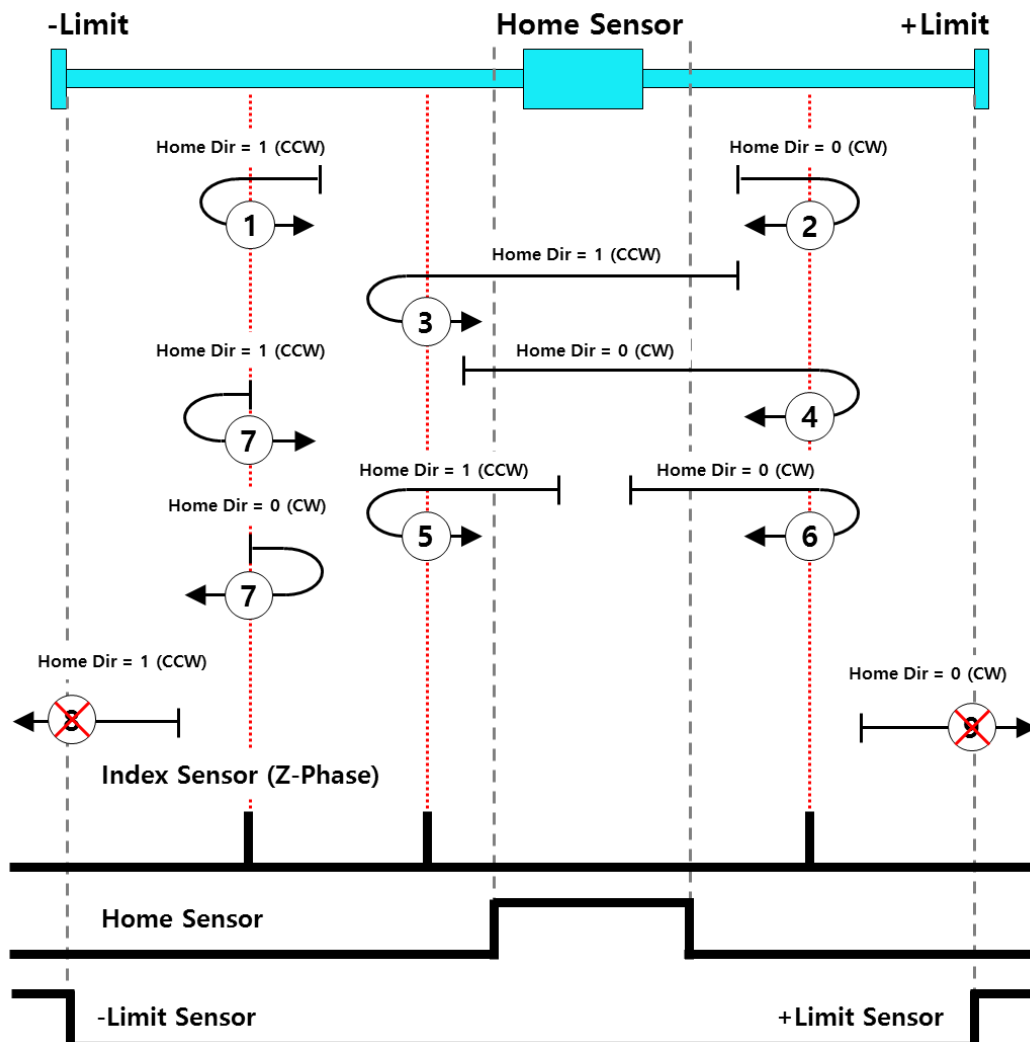 -Limit
Home Sensor
+Limit
Home Dir = 1 (CCW)
Home Dir = 0 (CW)
1
2
Home Dir = 1 (CCW)
3
Home Dir = 1 (CCW)
Home Dir = 0 (CW)
4
7
Home Dir = 1 (CCW)
Home Dir = 0 (CW)
Home Dir = 0 (CW)
5
6
7
Home Dir = 1 (CCW)
Home Dir = 0 (CW)
8
9
Index Sensor (Z-Phase)
Home Sensor
-Limit Sensor
+Limit Sensor